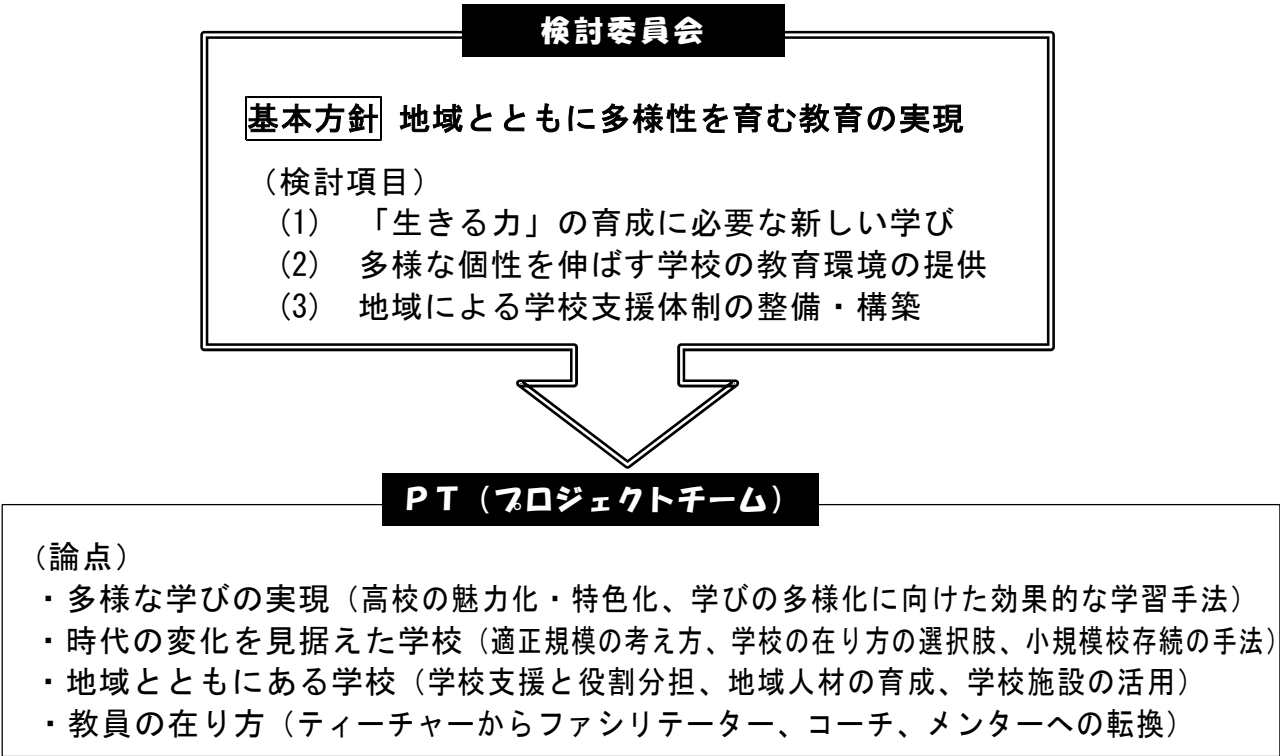 検討委員会
基本方針 地域とともに多様性を育む教育の実現
（検討項目）
(1) 「生きる力」の育成に必要な新しい学び
(2) 多様な個性を伸ばす学校の教育環境の提供
(3) 地域による学校支援体制の整備・構築
ＰＴ（プロジェクトチーム）
（論点）
・多様な学びの実現（高校の魅力化・特色化、学びの多様化に向けた効果的な学習手法）
・時代の変化を見据えた学校（適正規模の考え方、学校の在り方の選択肢、小規模校存続の手法）
・地域とともにある学校（学校支援と役割分担、地域人材の育成、学校施設の活用）
・教員の在り方（ティーチャーからファシリテーター、コーチ、メンターへの転換）